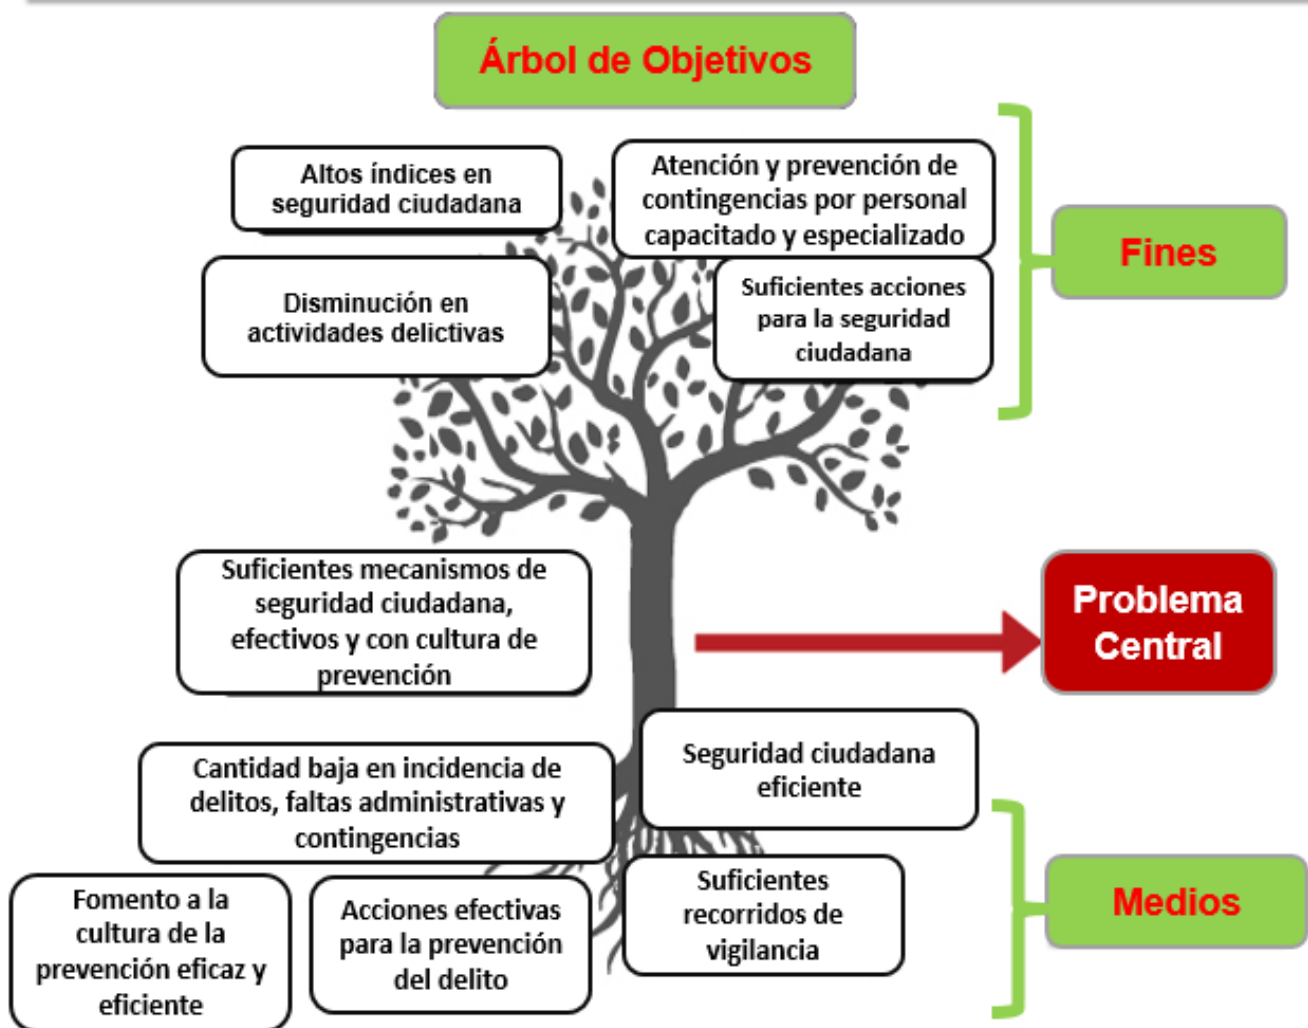 Árbol de Objetivos
Altos índices en
seguridad ciudadana
Atención y prevención de
contingencias por personal
capacitado y especializado
Fines
Disminución en
actividades delictivas
Suficientes acciones
para la seguridad
ciudadana
Suficientes mecanismos de
seguridad ciudadana,
efectivos y con cultura de
prevención
Problema
Central
Cantidad baja en incidencia de
delitos, faltas administrativas y
contingencias
Seguridad ciudadana
eficiente
Fomento a la
cultura de la
prevención eficaz y
eficiente
Acciones efectivas
para la prevención
del delito
Suficientes
recorridos de
vigilancia
Medios